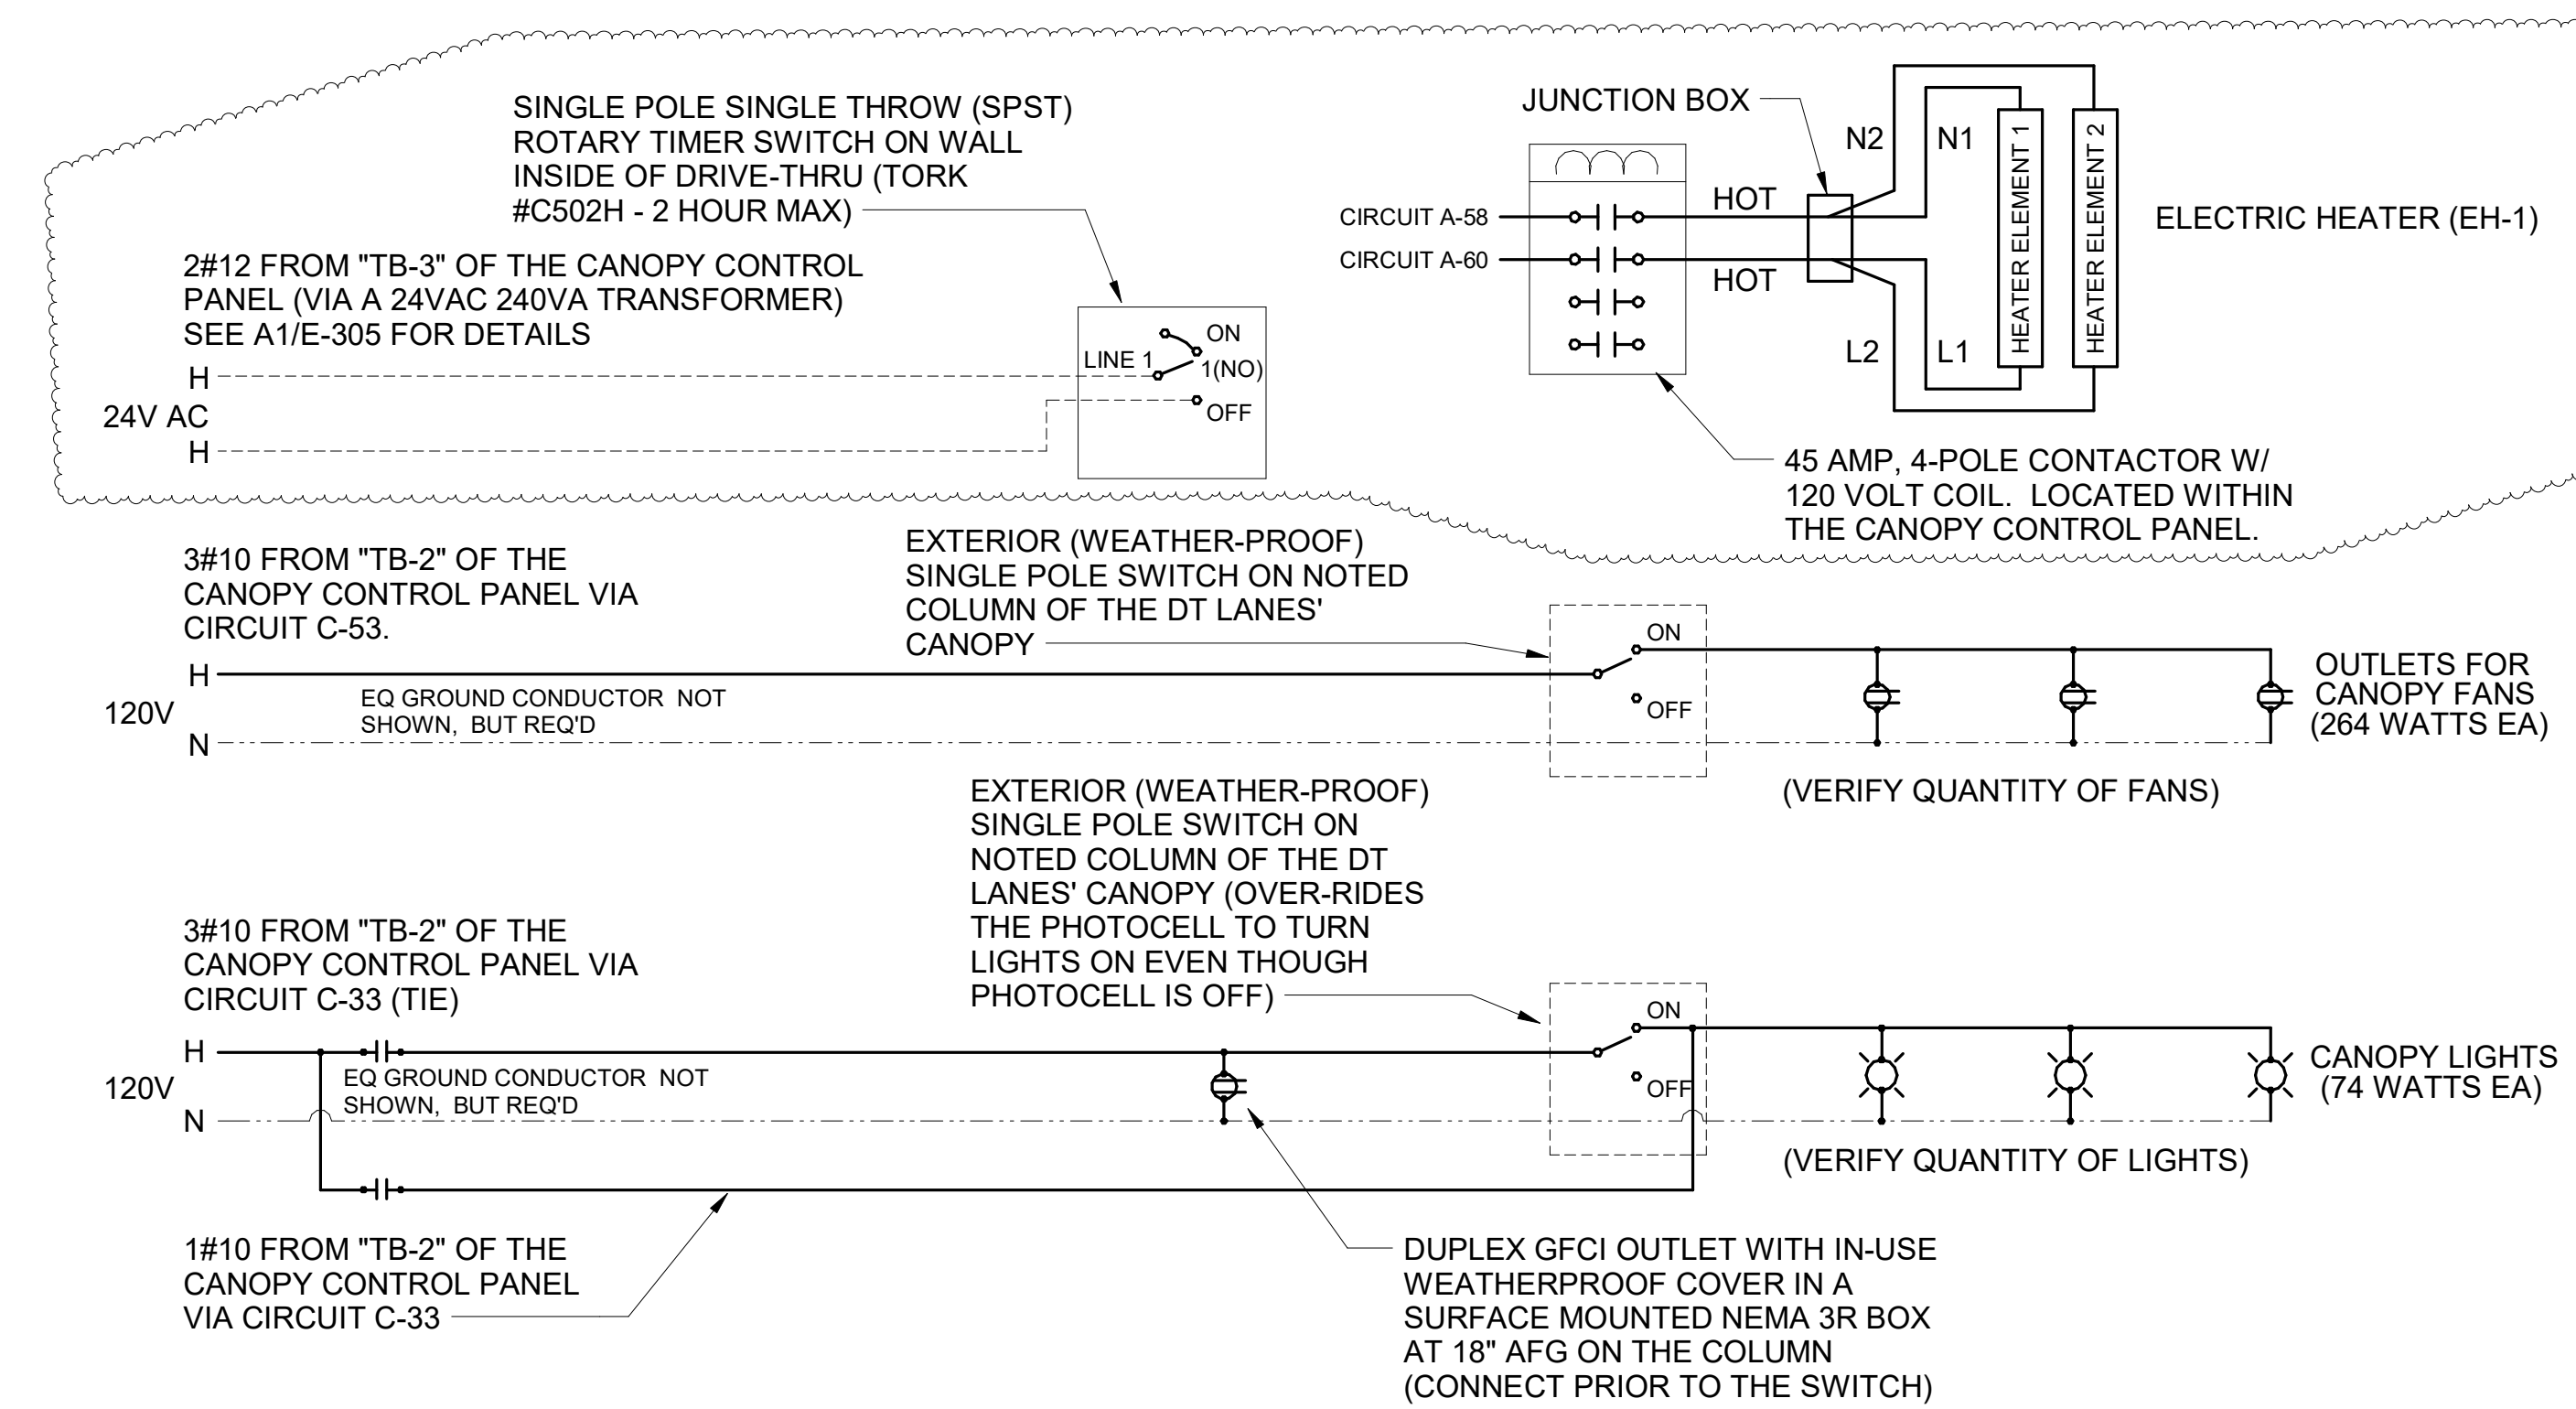 SINGLE POLE SINGLE THROW (SPST)
ROTARY TIMER SWITCH ON WALL
INSIDE OF DRIVE-THRU (TORK
#C502H - 2 HOUR MAX)
2#12 FROM "TB-3" OF THE CANOPY CONTROL
PANEL (VIA A 24VAC 240VA TRANSFORMER)
SEE A1/E-305 FOR DETAILS
H
24V AC
H
LINE 1
ON
1(NO)
OFF
JUNCTION BOX
CIRCUIT A-58
CIRCUIT A-60
HOT
HOT
N2
N1
L2
L1
HEATER ELEMENT 1
HEATER ELEMENT 2
ELECTRIC HEATER (EH-1)
45 AMP, 4-POLE CONTACTOR W/
120 VOLT COIL. LOCATED WITHIN
THE CANOPY CONTROL PANEL.
3#10 FROM "TB-2" OF THE
CANOPY CONTROL PANEL VIA
CIRCUIT C-53.
H
120V
N
EQ GROUND CONDUCTOR NOT
SHOWN, BUT REQ'D
EXTERIOR (WEATHER-PROOF)
SINGLE POLE SWITCH ON NOTED
COLUMN OF THE DT LANES'
CANOPY
ON
OFF
OUTLETS FOR
CANOPY FANS
(264 WATTS EA)
(VERIFY QUANTITY OF FANS)
EXTERIOR (WEATHER-PROOF)
SINGLE POLE SWITCH ON
NOTED COLUMN OF THE DT
LANES' CANOPY (OVER-RIDES
THE PHOTOCELL TO TURN
LIGHTS ON EVEN THOUGH
PHOTOCELL IS OFF)
3#10 FROM "TB-2" OF THE
CANOPY CONTROL PANEL VIA
CIRCUIT C-33 (TIE)
H
120V
N
EQ GROUND CONDUCTOR NOT
SHOWN, BUT REQ'D
ON
OFF
CANOPY LIGHTS
(74 WATTS EA)
(VERIFY QUANTITY OF LIGHTS)
1#10 FROM "TB-2" OF THE
CANOPY CONTROL PANEL
VIA CIRCUIT C-33
DUPLEX GFCI OUTLET WITH IN-USE
WEATHERPROOF COVER IN A
SURFACE MOUNTED NEMA 3R BOX
AT 18" AFG ON THE COLUMN
(CONNECT PRIOR TO THE SWITCH)